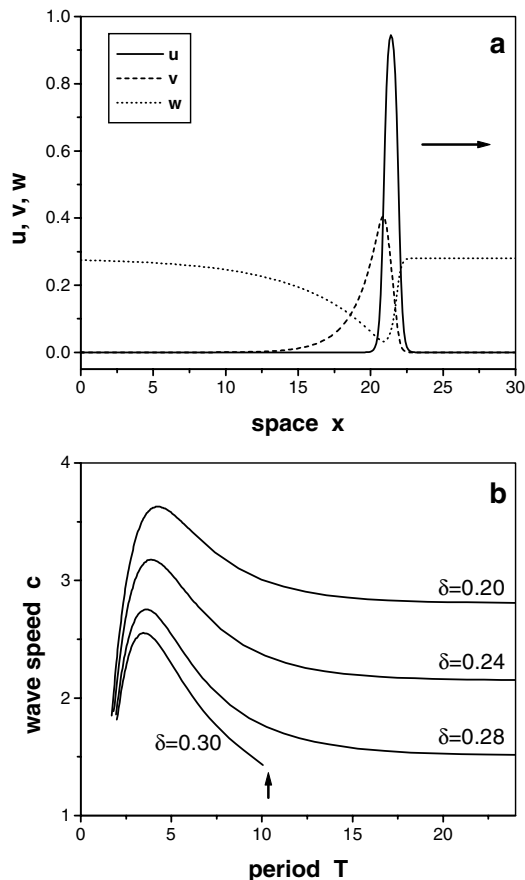 1.0
0.8
0.6
0.4
0.2
0.0
u, v, w
u
v
w
a
0 5 10 15 20 25 30
space x
4
3
2
1
wave speed c
b
δ=0.20
δ=0.24
δ=0.28
δ=0.30
0 5 10 15 20
period T